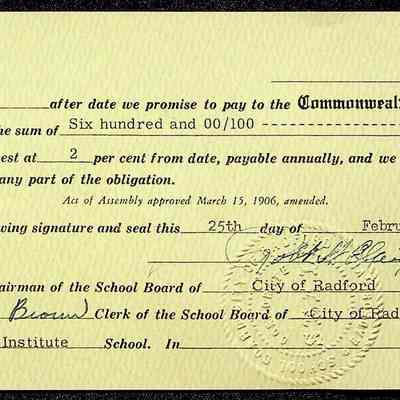 after date we promise to pay to the Commonweal
he sum of Six hundred and 00/100 ----------
est at 2 per cent from date, payable annually, and we
any part of the obligation.
Act of Assembly approved March 15, 1906, amended.
wing signature and seal this 25th day of Febru
airman of the School Board of City of Radford
Brown Clerk of the School Board of City of Rad
Institute School. In